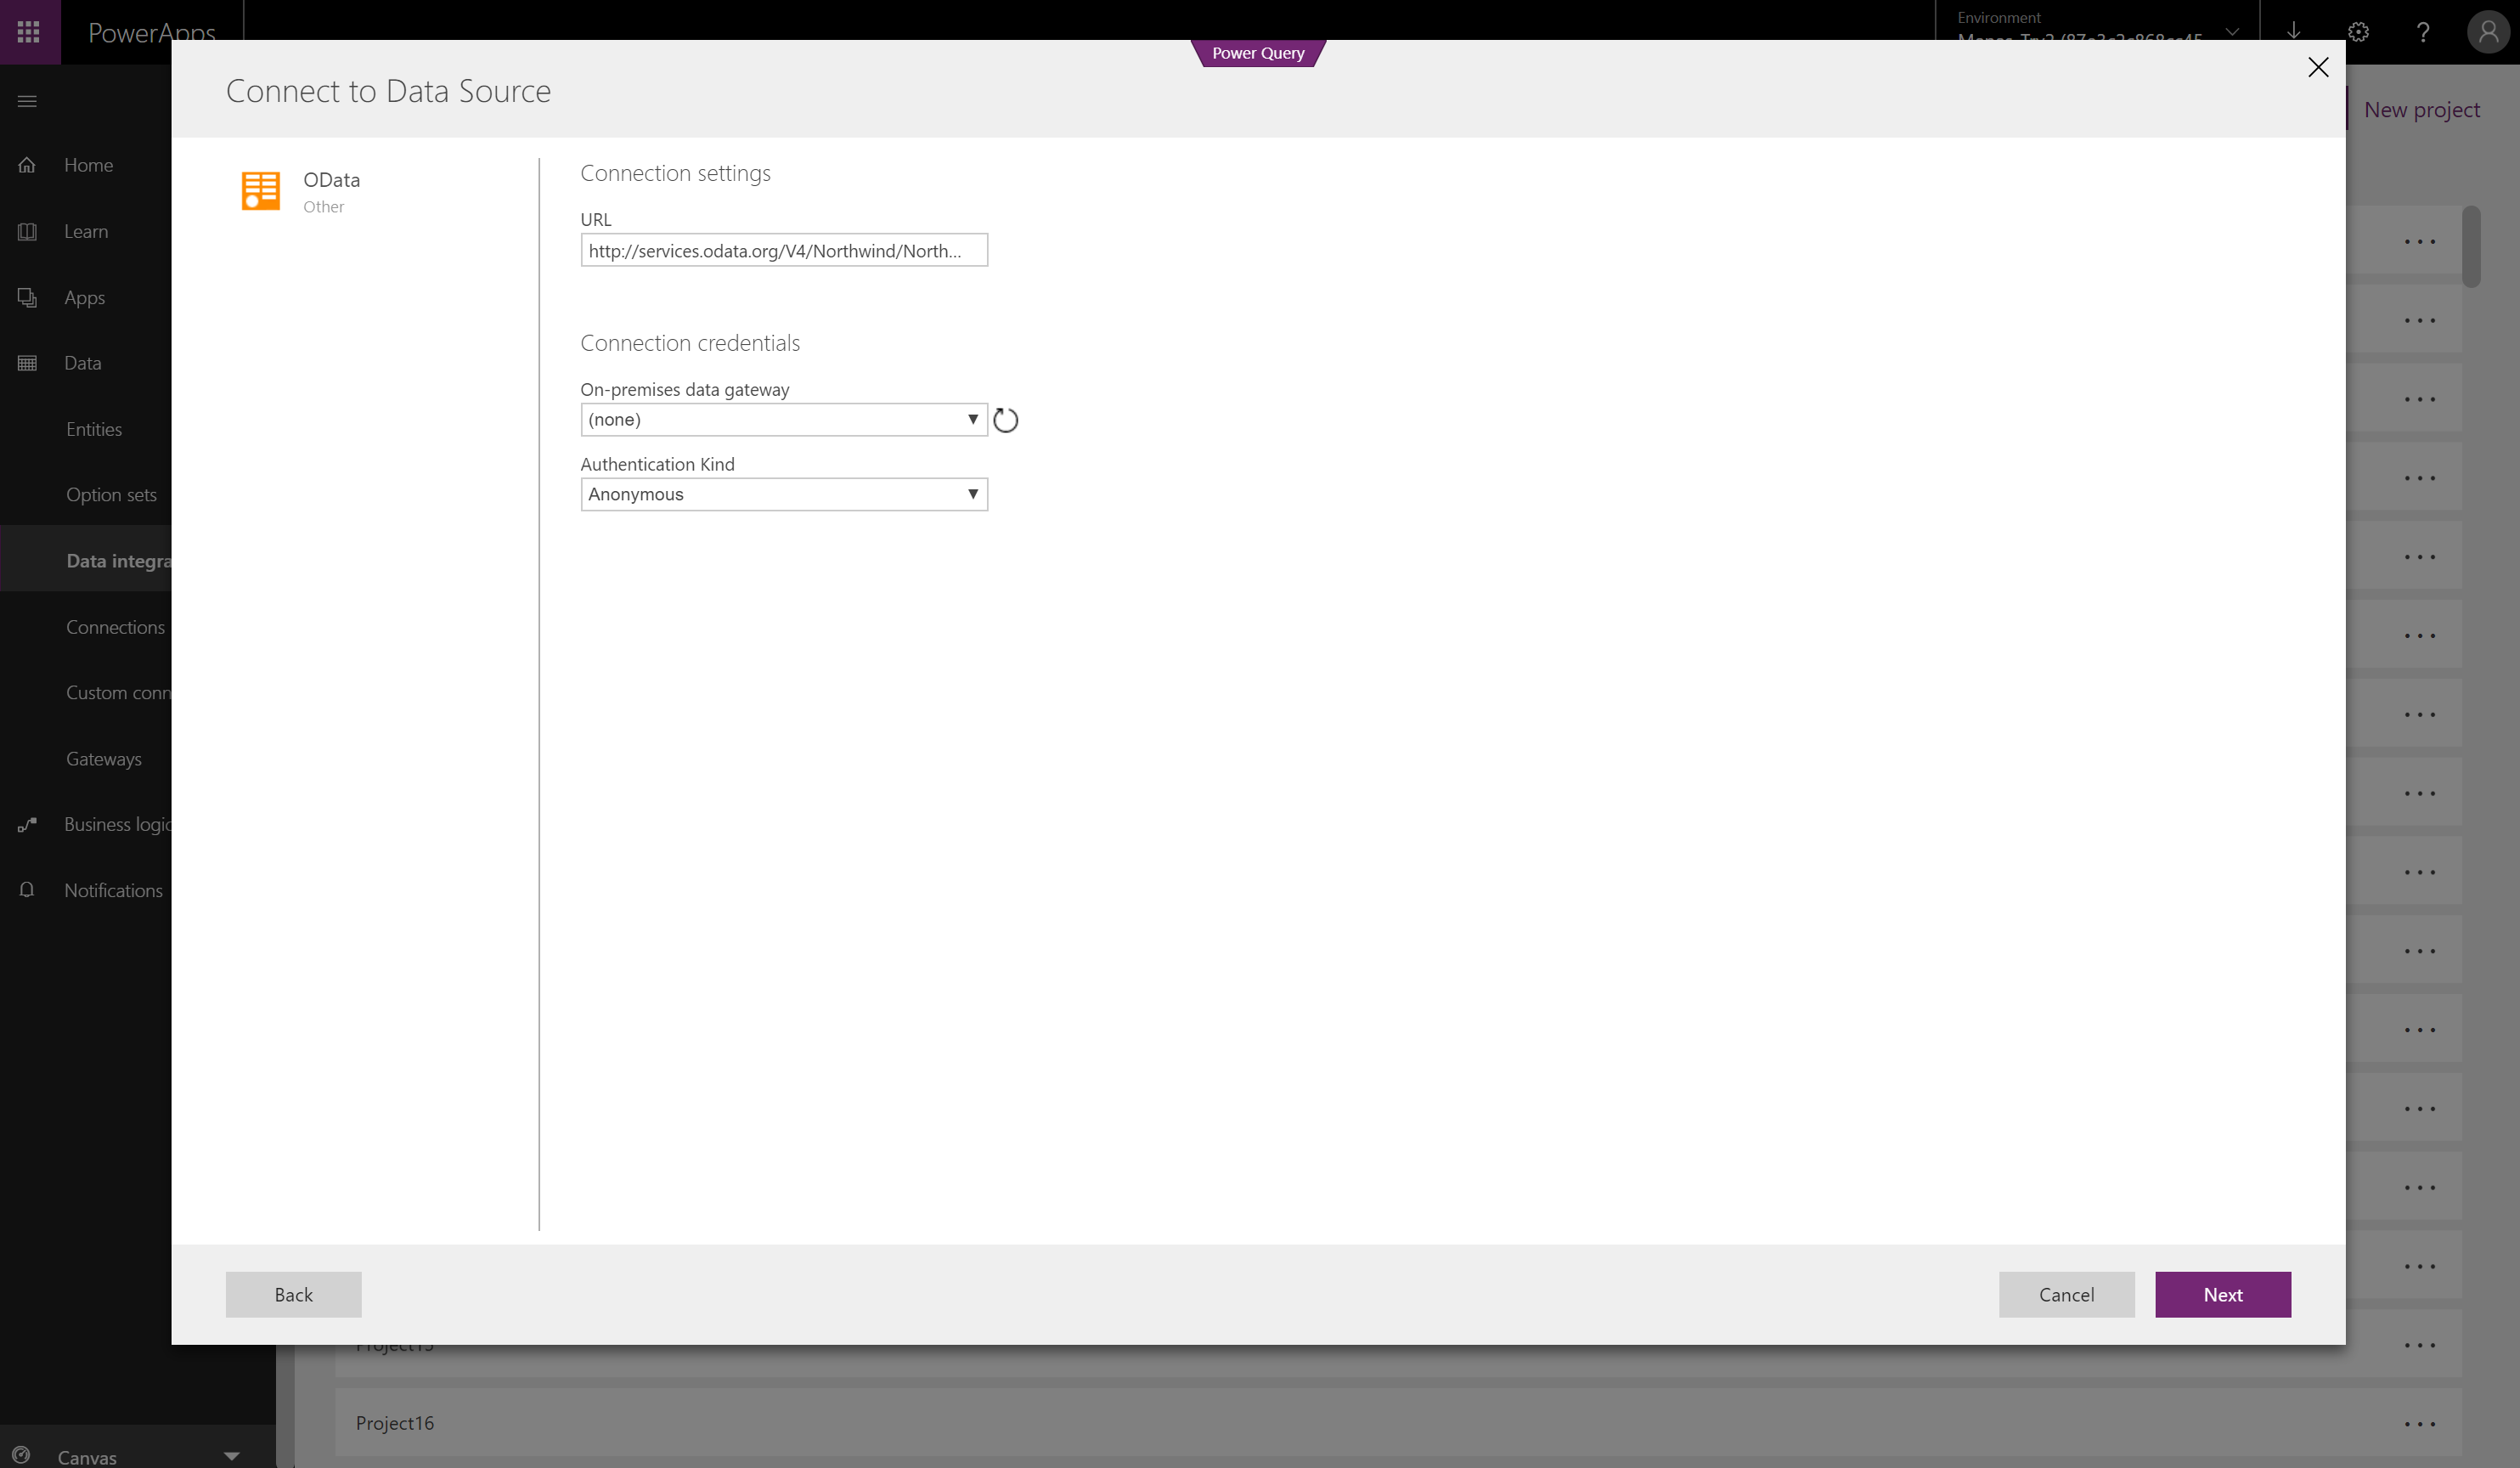 PowerApps
Environment
Power Query
Connect to Data Source
New project
Home
Learn
Apps
Data
Entities
Option sets
Data integra
Connections
Custom conn
Gateways
Business logic
Notifications
Canvas
OData
Other
Connection settings
URL
http://services.odata.org/V4/Northwind/North...
Connection credentials
On-premises data gateway
(none)
Authentication Kind
Anonymous
Back
Cancel
Next
Project15
Project16